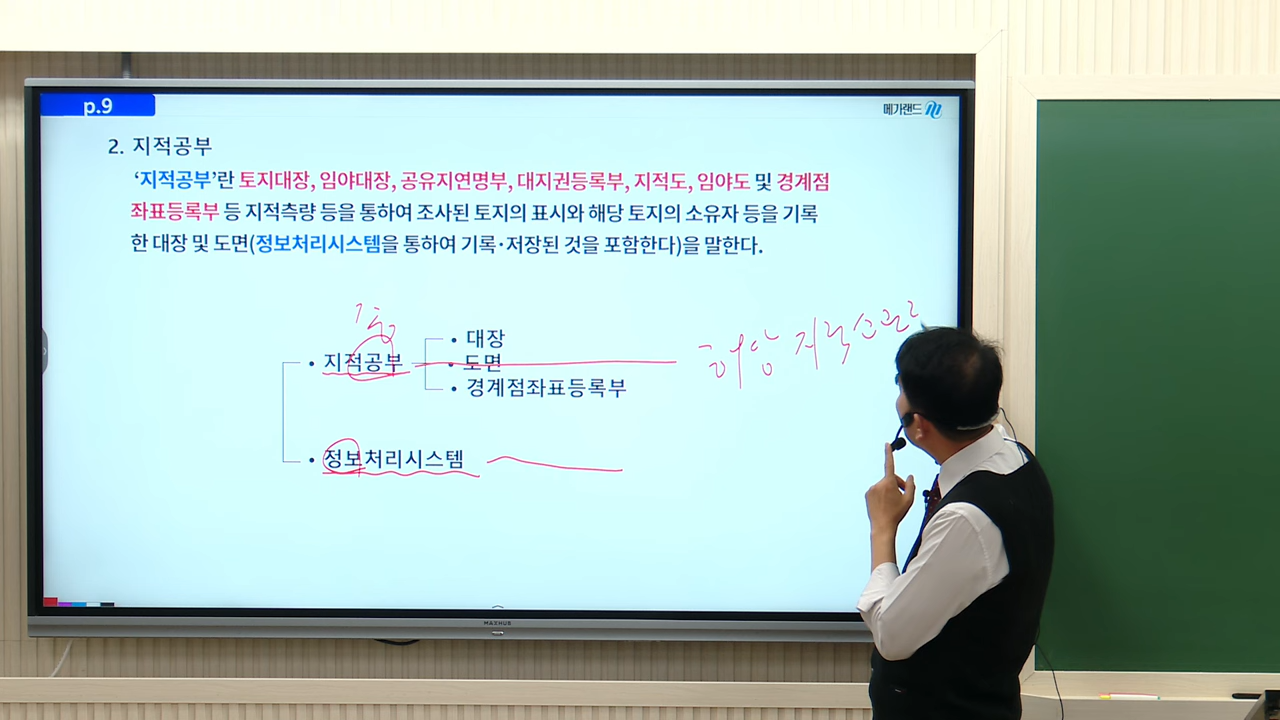 p.9
메가랜드
2. 지적공부
‘지적공부’란 토지대장, 임야대장, 공유지연명부, 대지권등록부, 지적도, 임야도 및 경계점
좌표등록부 등 지적측량 등을 통하여 조사된 토지의 표시와 해당 토지의 소유자 등을 기록
한 대장 및 도면(정보처리시스템을 통하여 기록·저장된 것을 포함한다)을 말한다.
• 대장
• 지적공부
• 도면
• 경계점좌표등록부
• 정보처리시스템
MAXHUB